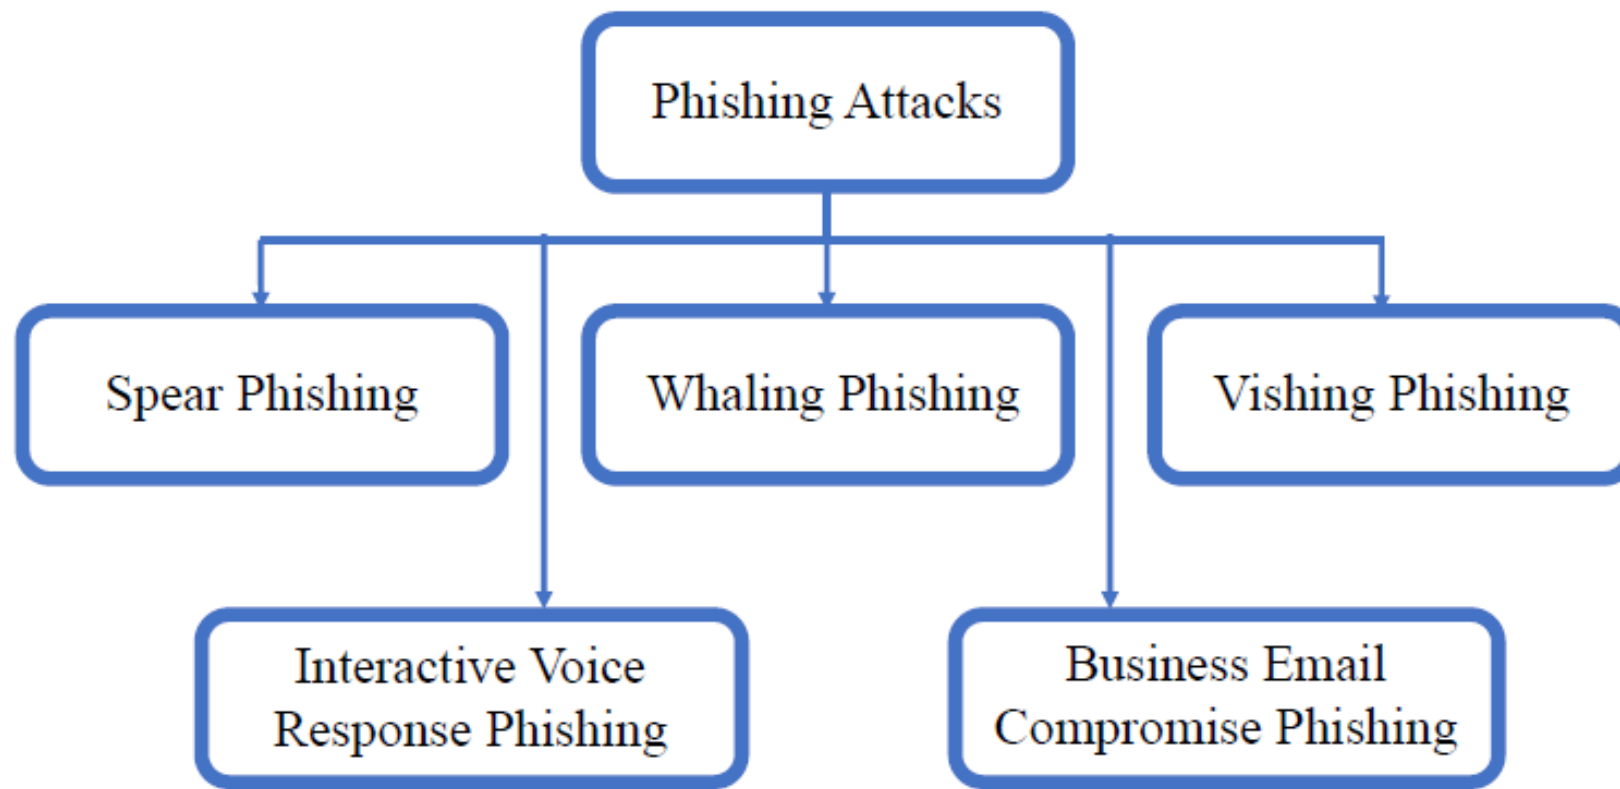 Phishing Attacks
Spear Phishing
Whaling Phishing
Vishing Phishing
Interactive Voice
Response Phishing
Business Email
Compromise Phishing